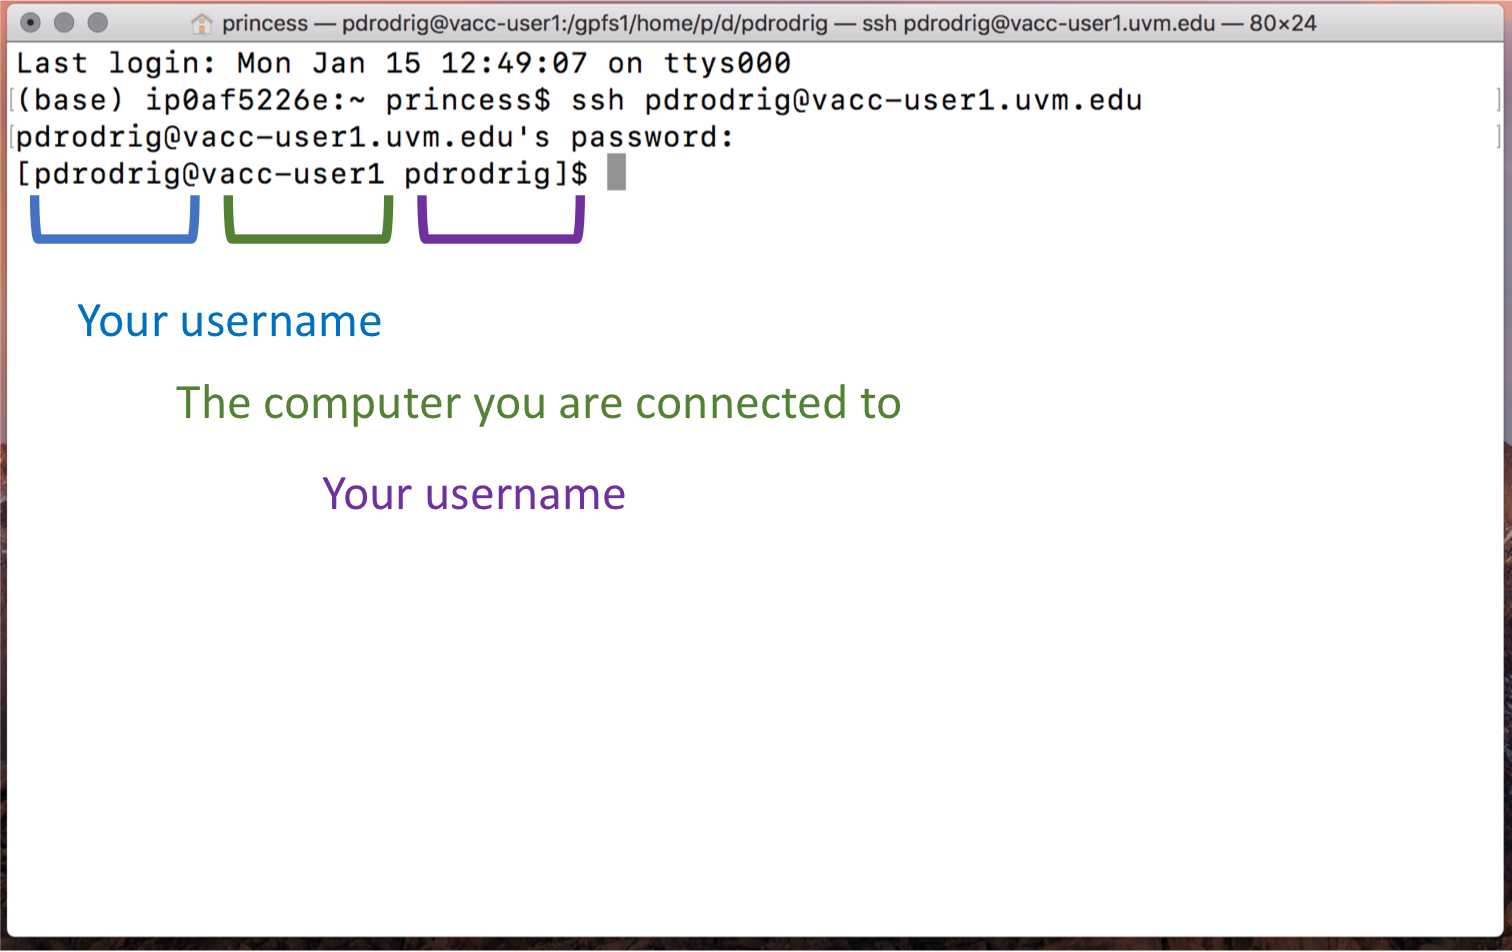 princess — pdrodrig@vacc-user1:/gpfs1/home/p/d/pdrodrig — ssh pdrodrig@vacc-user1.uvm.edu — 80×24
Last login: Mon Jan 15 12:49:07 on ttys000
[(base) ip0af5226e:~ princess$ ssh pdrodrig@vacc-user1.uvm.edu ]
[pdrodrig@vacc-user1.uvm.edu's password: ]
[pdrodrig@vacc-user1 pdrodrig]$
Your username
The computer you are connected to
Your username